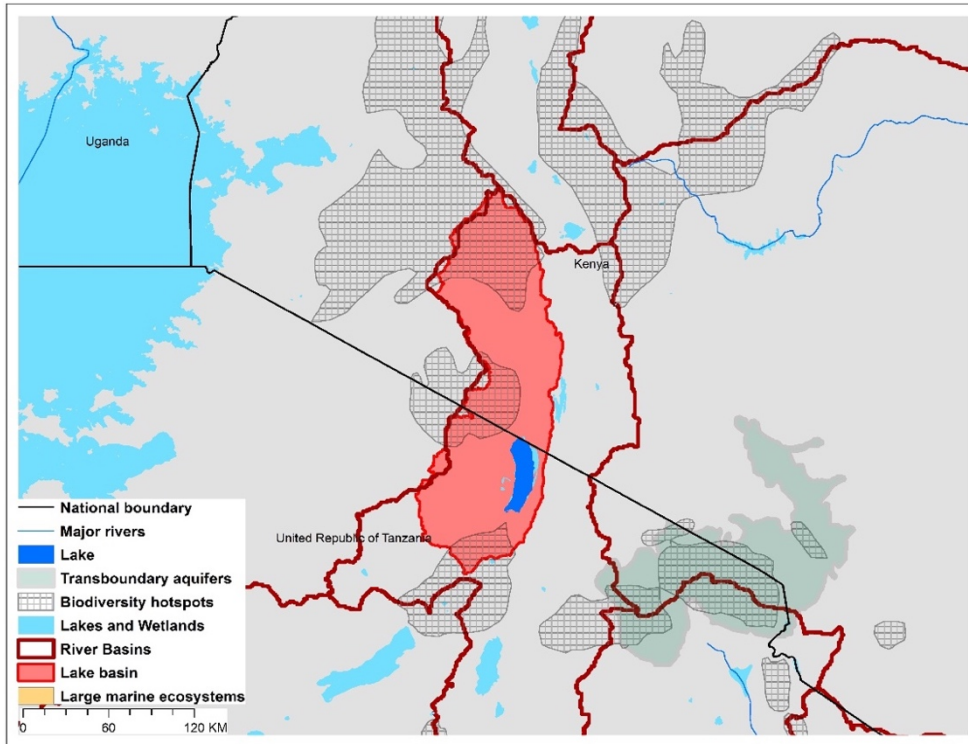 Uganda
Kenya
United Republic of Tanzania
National boundary
Major rivers
Lake
Transboundary aquifers
Biodiversity hotspots
Lakes and Wetlands
River Basins
Lake basin
Large marine ecosystems
0 60 120 KM